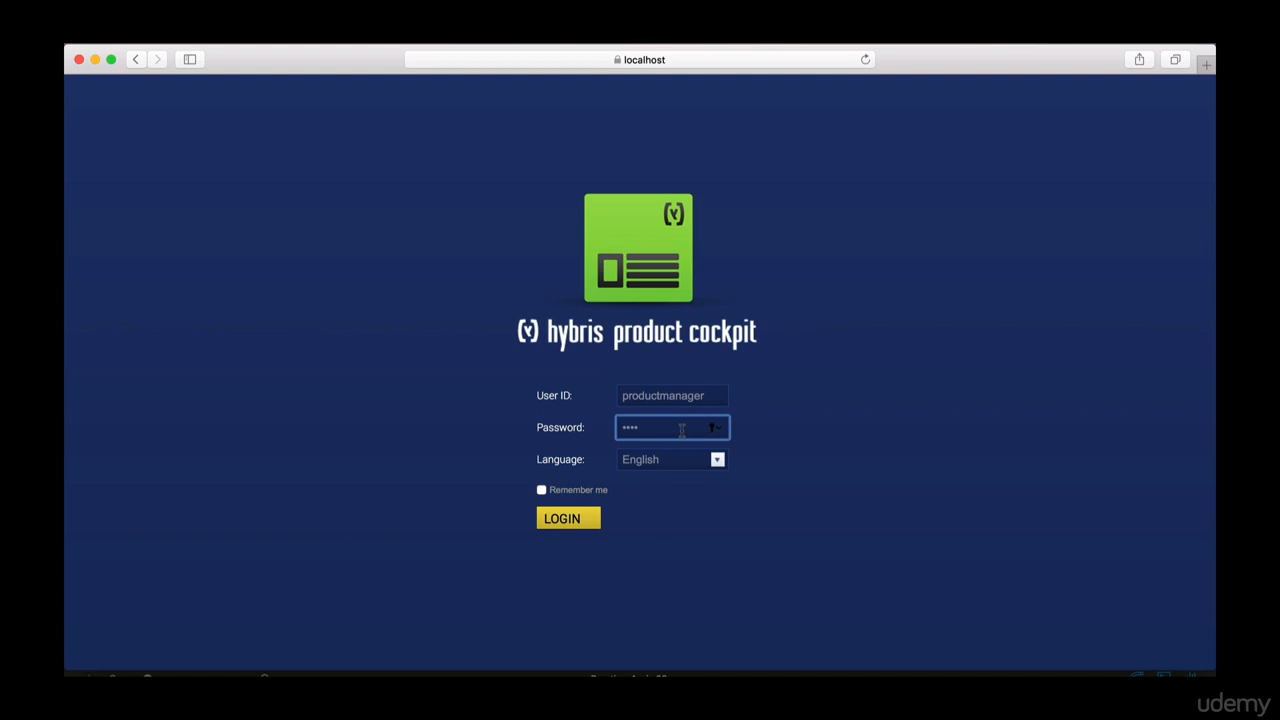 localhost
hybris product cockpit
User ID: productmanager
Password: ••••
Language: English
Remember me
LOGIN
udemy